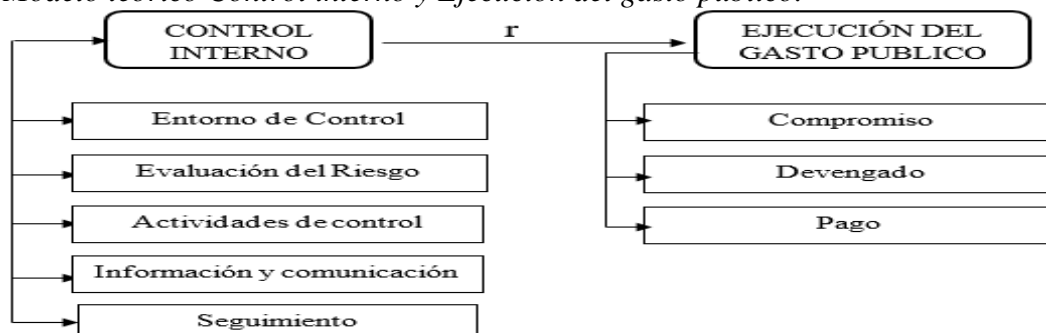 Modelo teórico Control interno y Ejecución del gasto público.
CONTROL
INTERNO
r
EJECUCIÓN DEL
GASTO PUBLICO
Entorno de Control
Evaluación del Riesgo
Actividades de control
Información y comunicación
Seguimiento
Compromiso
Devengado
Pago